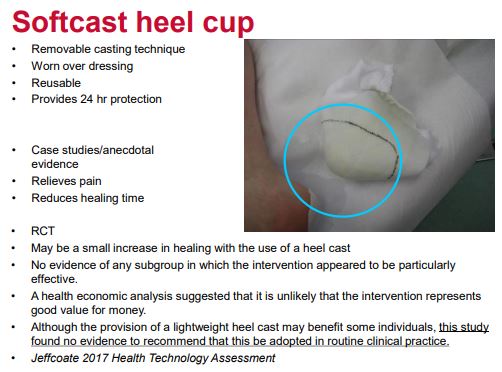 Softcast heel cup
• Removable casting technique
• Worn over dressing
• Reusable
• Provides 24 hr protection
• Case studies/anecdotal
evidence
• Relieves pain
• Reduces healing time
• RCT
• May be a small increase in healing with the use of a heel cast
• No evidence of any subgroup in which the intervention appeared to be particularly
effective.
• A health economic analysis suggested that it is unlikely that the intervention represents
good value for money.
• Although the provision of a lightweight heel cast may benefit some individuals, this study
found no evidence to recommend that this be adopted in routine clinical practice.
• Jeffcoate 2017 Health Technology Assessment